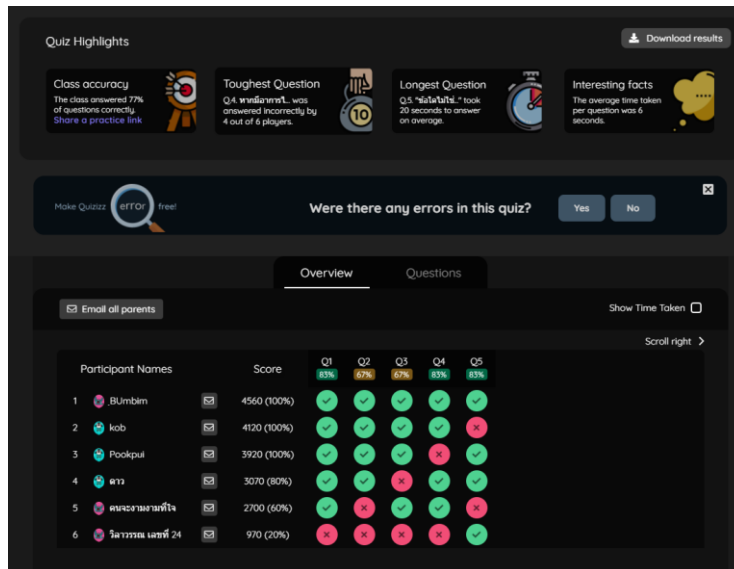 Quiz Highlights
Download results
Class accuracy
The class answered 77%
of questions correctly.
Share a practice link
Toughest Question
Q.4. หากมีอาการไ... was
answered incorrectly by
4 out of 6 players.
10
Longest Question
Q.5. "ข้อใดไม่ใช่..." took
20 seconds to answer
on average.
Interesting facts
The average time taken
per question was 6
seconds.
Make Quizizz error free!
Were there any errors in this quiz?
Yes
No
Overview
Questions
Email all parents
Show Time Taken
Scroll right
Participant Names Score Q1 Q2 Q3 Q4 Q5
83% 67% 67% 83% 83%
1 .BUmbim 4560 (100%)
2 kob 4120 (100%)
3 Pookpui 3920 (100%)
4 ดาว 3070 (80%)
5 คนจะงามงามที่ใจ 2700 (60%)
6 วิลาวรรณ เลขที่ 24 970 (20%)